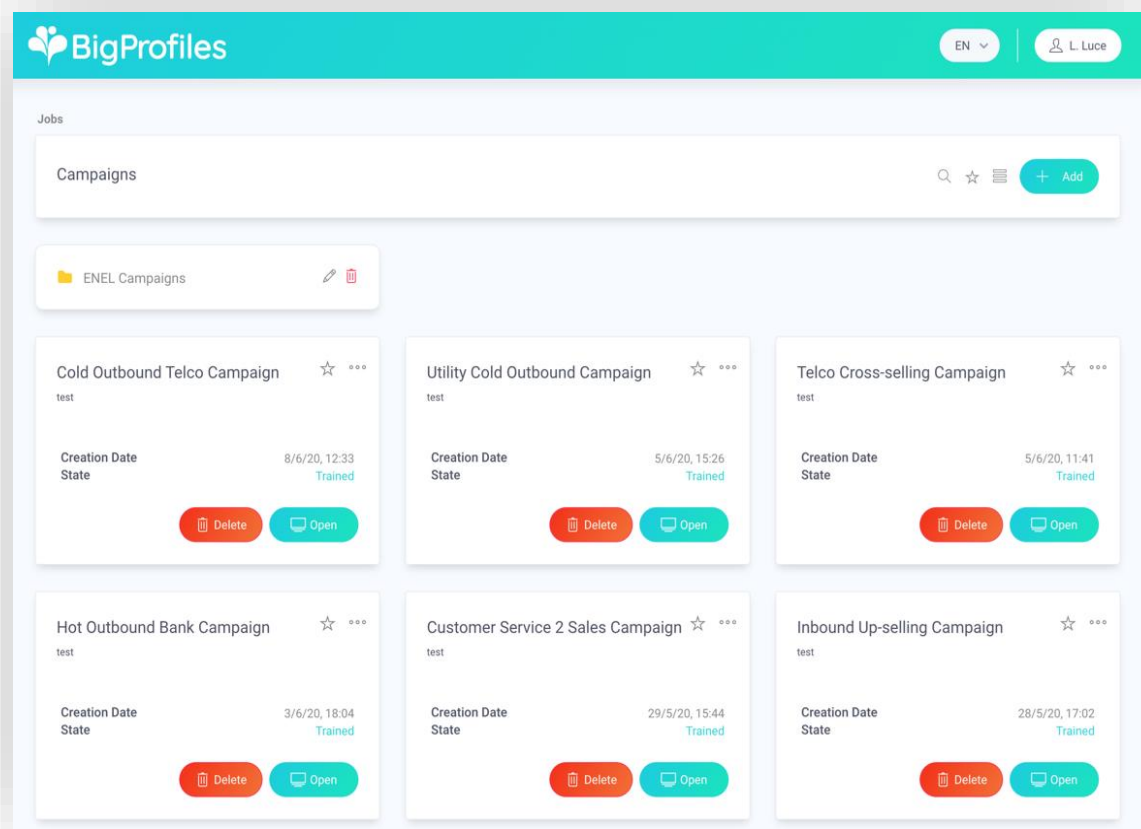 BigProfiles
EN
L. Luce
Jobs
Campaigns
+ Add
ENEL Campaigns
Cold Outbound Telco Campaign
test
Creation Date 8/6/20, 12:33
State Trained
Delete Open
Utility Cold Outbound Campaign
test
Creation Date 5/6/20, 15:26
State Trained
Delete Open
Telco Cross-selling Campaign
test
Creation Date 5/6/20, 11:41
State Trained
Delete Open
Hot Outbound Bank Campaign
test
Creation Date 3/6/20, 18:04
State Trained
Delete Open
Customer Service 2 Sales Campaign
test
Creation Date 29/5/20, 15:44
State Trained
Delete Open
Inbound Up-selling Campaign
test
Creation Date 28/5/20, 17:02
State Trained
Delete Open